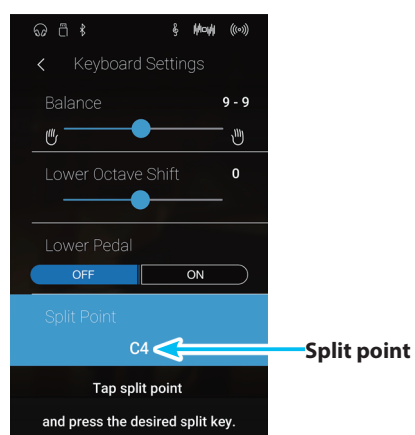 Keyboard Settings
Balance 9 - 9
Lower Octave Shift 0
Lower Pedal
OFF ON
Split Point
C4
Split point
Tap split point
and press the desired split key.